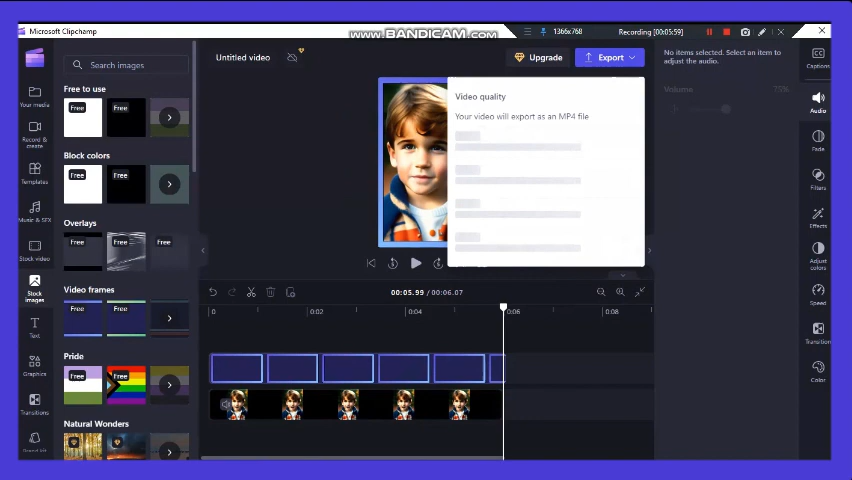 Microsoft Clipchamp
www.BANDICAM.com
1366x768
Recording [00:05:59]
Search images
Untitled video
Upgrade
Export
No items selected. Select an item to
adjust the audio.
Volume
75%
Video quality
Your video will export as an MP4 file
Your media
Record &
create
Templates
Music & SFX
Stock video
Stock
images
Text
Graphics
Transitions
Free to use
Free
Free
Block colors
Free
Free
Overlays
Free
Free
Free
Video frames
Free
Free
Pride
Free
Free
Natural Wonders
Captions
Audio
Fade
Filters
Effects
Adjust
colors
Speed
Transition
Color
5
5
00:05.99 / 00:06.07
0
0:02
0:04
0:06
0:08